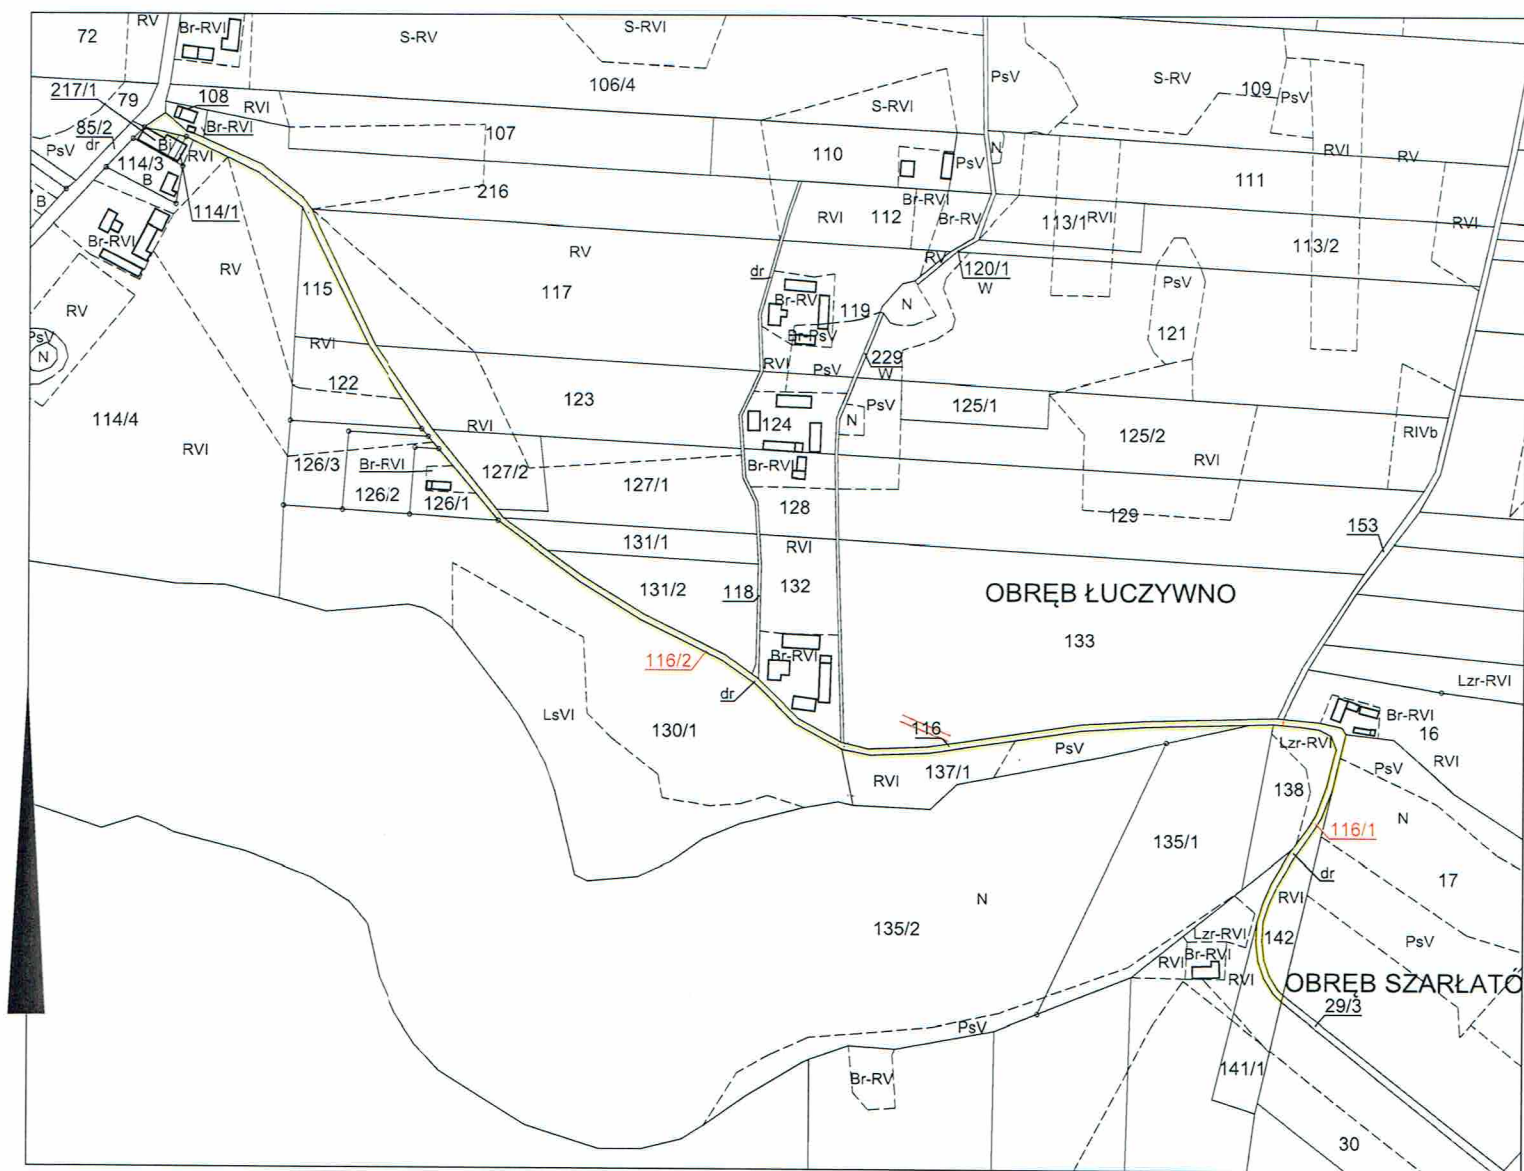 RV
Br-RVI
S-RV
S-RVI
72
106/4
PsV
S-RV
109
PsV
217/1
79
108
RVI
S-RVI
85/2
dr
Br-RVI
107
110
PsV
N
RVI
RV
PsV
114/3
RVI
B
B
216
111
114/1
Br-RVI
RVI
112
Br-RV
113/1
RVI
RVI
Br-RVI
RV
RV
RV
113/2
dr
120/1
W
PsV
115
117
Br-RV
119
N
RV
121
PsV
N
RVI
229
W
RVI
PsV
122
123
PsV
125/1
114/4
RVI
124
N
125/2
RIVb
RVI
126/3
Br-RVI
127/2
Br-RVI
RVI
126/2
126/1
127/1
128
129
153
131/1
RVI
131/2
118
132
OBRĘB ŁUCZYWNO
133
116/2
Br-RVI
Lzr-RVI
dr
LsVI
130/1
116
Br-RVI
16
PsV
Lzr-RVI
RVI
RVI
137/1
PsV
138
N
116/1
135/1
dr
17
N
RVI
135/2
142
PsV
Lzr-RVI
Br-RVI
RVI
RVI
OBRĘB SZARŁATÓ
29/3
PsV
Br-RV
141/1
30